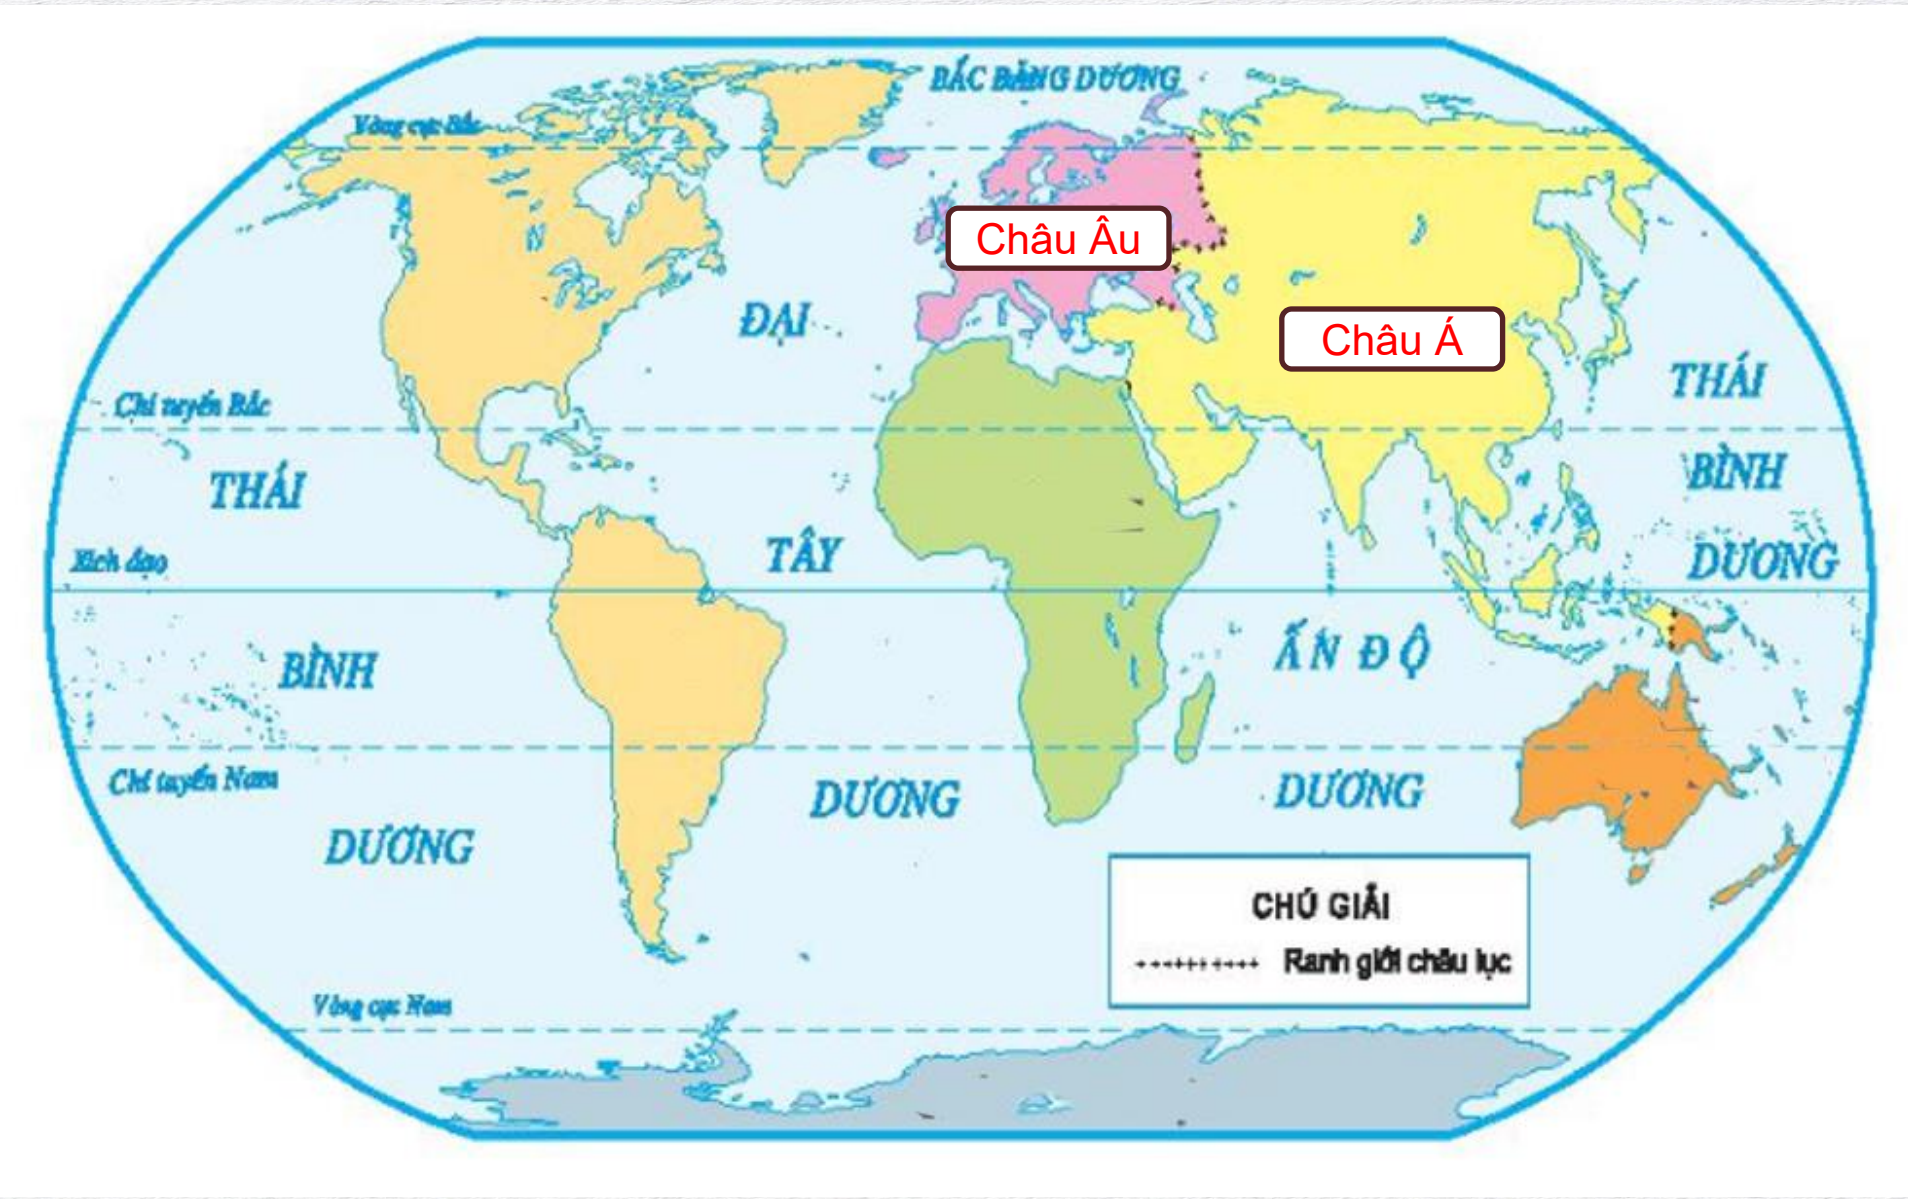 BẮC BĂNG DƯƠNG
Vòng cực Bắc
Châu Âu
ĐẠI
Châu Á
THÁI
Chí tuyến Bắc
BÌNH
THÁI
TÂY
DƯƠNG
Xích đạo
ẤN ĐỘ
BÌNH
Chí tuyến Nam
DƯƠNG
DƯƠNG
DƯƠNG
CHÚ GIẢI
Ranh giới châu lục
Vòng cực Nam